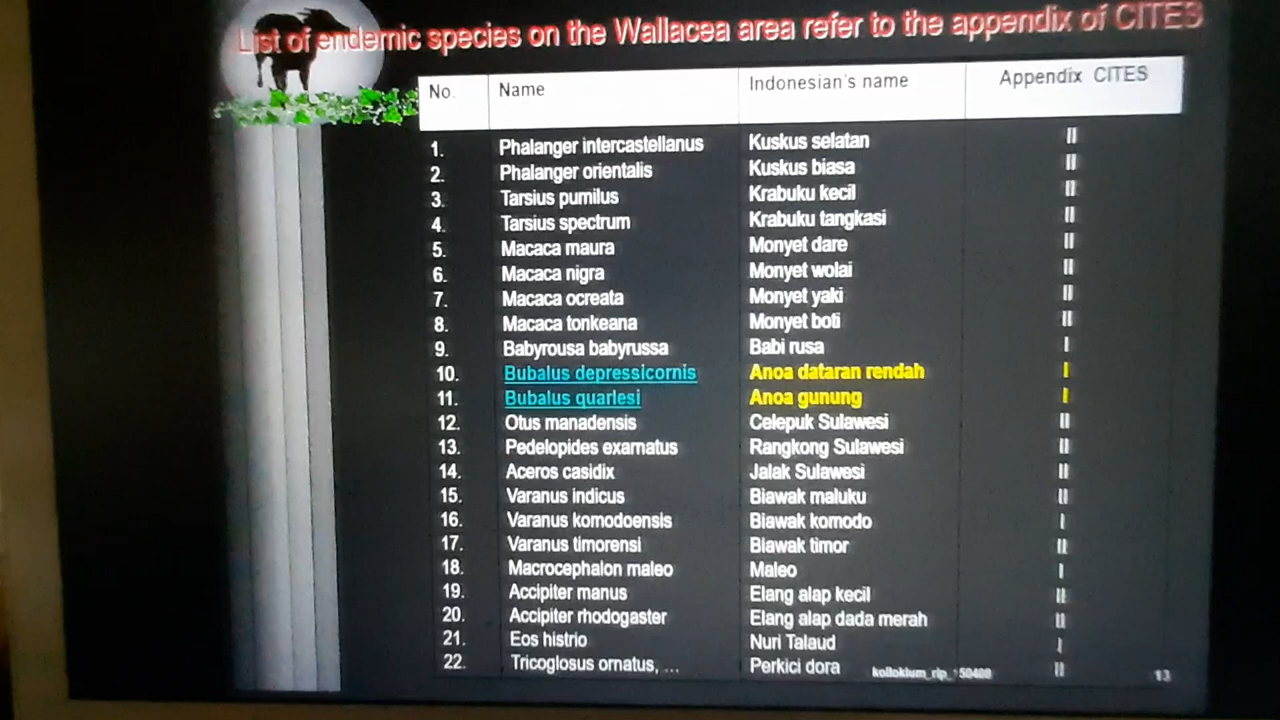 List of endemic species on the Wallacea area refer to the appendix of CITES
No. Name Indonesian's name Appendix CITES
1. Phalanger intercastellanus Kuskus selatan II
2. Phalanger orientalis Kuskus biasa II
3. Tarsius pumilus Krabuku kecil II
4. Tarsius spectrum Krabuku tangkasi II
5. Macaca maura Monyet dare II
6. Macaca nigra Monyet wolai II
7. Macaca ocreata Monyet yaki II
8. Macaca tonkeana Monyet boti II
9. Babyrousa babyrussa Babi rusa I
10. Bubalus depressicornis Anoa dataran rendah I
11. Bubalus quarlesi Anoa gunung I
12. Otus manadensis Celepuk Sulawesi II
13. Pedelopides exarnatus Rangkong Sulawesi II
14. Aceros casidix Jalak Sulawesi II
15. Varanus indicus Biawak maluku II
16. Varanus komodoensis Biawak komodo I
17. Varanus timorensi Biawak timor II
18. Macrocephalon maleo Maleo I
19. Accipiter manus Elang alap kecil II
20. Accipiter rhodogaster Elang alap dada merah II
21. Eos histrio Nuri Talaud I
22. Tricoglosus ornatus, ... Perkici dora II
13